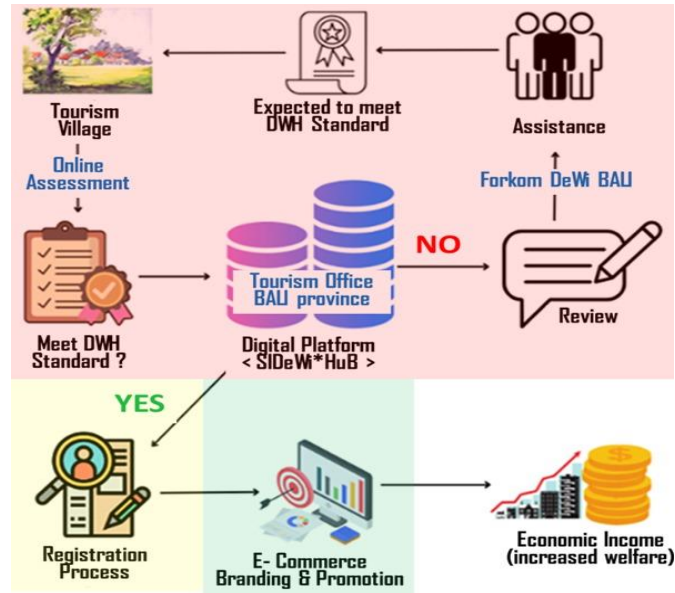 Tourism
Village
Expected to meet
DWH Standard
Assistance
Online
Assessment
Forkom DeWi BAU
NO
Tourism Office
BAU province
Meet DWH
Standard ?
Digital Platform
< SIDeWi*HuB >
Review
YES
$
Registration
Process
E- Commerce
Branding & Promotion
Economic Income
(increased welfare)